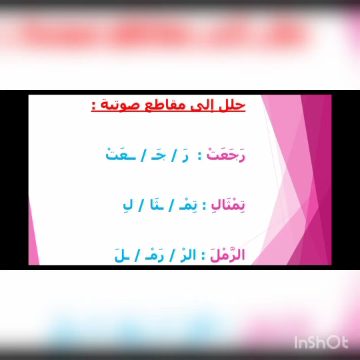 حلل إلى مقاطع صوتية :
رَجَعَتْ : رَ / جَـ / ـعَتْ
تِمْثَالِ : تِمْـ / ـثَا / لِ
الرَّمْلَ : الرْ / رَمْـ / ـلَ
InShOt